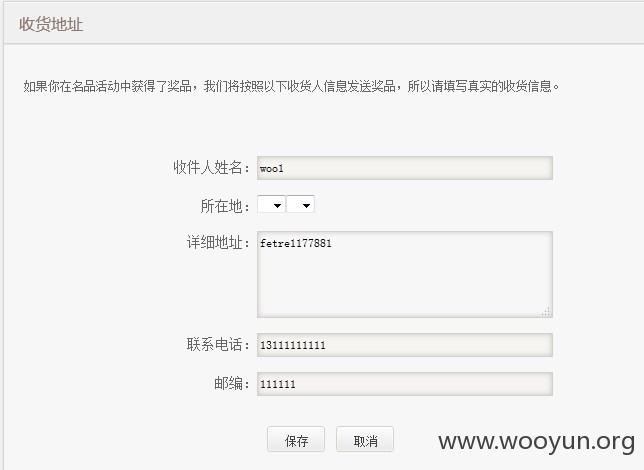 收货地址
如果你在名品活动中获得了奖品，我们将按照以下收货人信息发送奖品，所以请填写真实的收货信息。
收件人姓名： woo1
所在地：
详细地址： fetre1177881
联系电话： 13111111111
邮编： 111111
保存 取消
www.wooyun.org